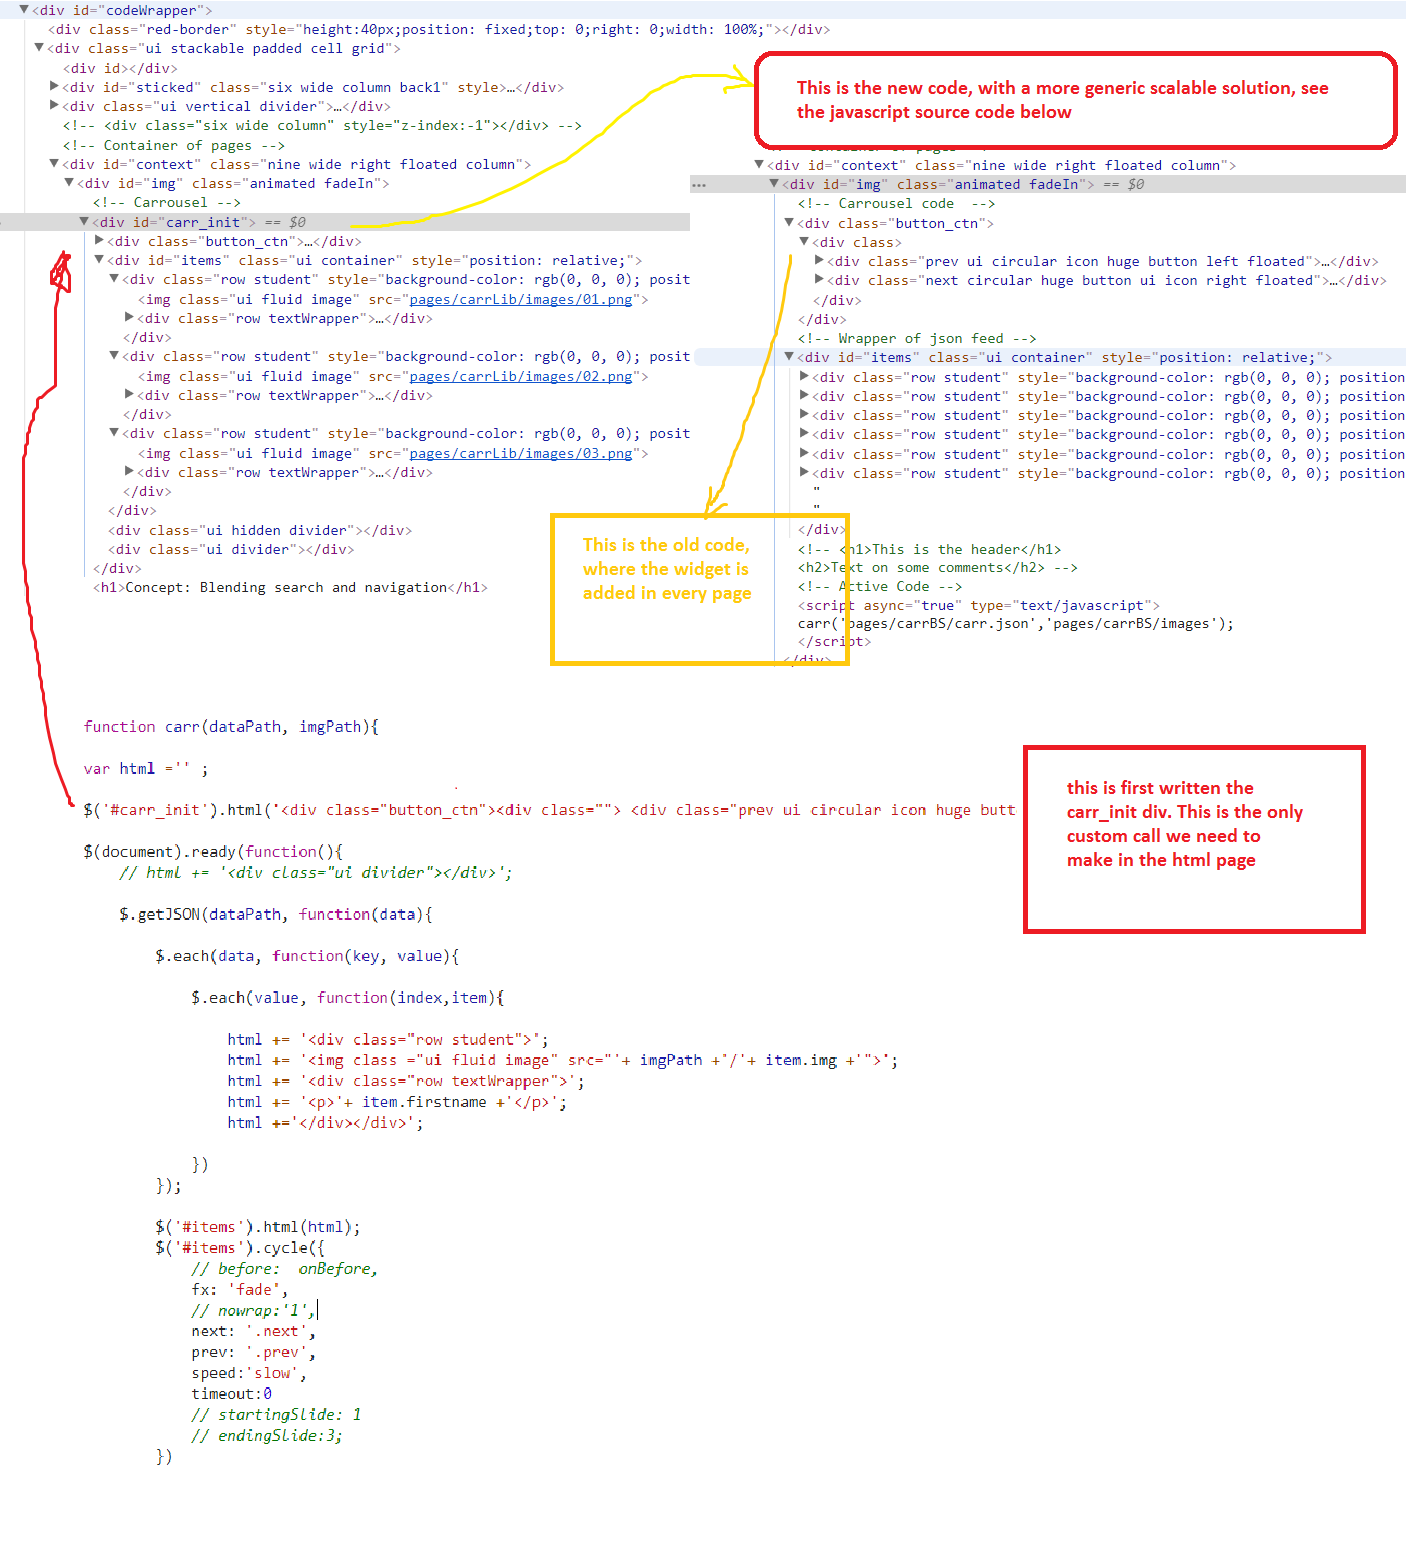 ▼<div id="codeWrapper">
<div class="red-border" style="height:40px;position: fixed;top: 0;right: 0;width: 100%;"></div>
▼<div class="ui stackable padded cell grid">
<div id></div>
▶<div id="sticked" class="six wide column back1" style>…</div>
▶<div class="ui vertical divider">…</div>
<!-- <div class="six wide column" style="z-index:-1"></div> -->
<!-- Container of pages -->
▼<div id="context" class="nine wide right floated column">
▼<div id="img" class="animated fadeIn">
<!-- Carrousel -->
▼<div id="carr_init"> == $0
▶<div class="button_ctn">…</div>
▼<div id="items" class="ui container" style="position: relative;">
▼<div class="row student" style="background-color: rgb(0, 0, 0); posit
<img class="ui fluid image" src="pages/carrLib/images/01.png">
▶<div class="row textWrapper">…</div>
</div>
▼<div class="row student" style="background-color: rgb(0, 0, 0); posit
<img class="ui fluid image" src="pages/carrLib/images/02.png">
▶<div class="row textWrapper">…</div>
</div>
▼<div class="row student" style="background-color: rgb(0, 0, 0); posit
<img class="ui fluid image" src="pages/carrLib/images/03.png">
▶<div class="row textWrapper">…</div>
</div>
</div>
<div class="ui hidden divider"></div>
<div class="ui divider"></div>
</div>
<h1>Concept: Blending search and navigation</h1>
This is the new code, with a more generic scalable solution, see
the javascript source code below
▼<div id="context" class="nine wide right floated column">
… ▼<div id="img" class="animated fadeIn"> == $0
<!-- Carrousel code  -->
▼<div class="button_ctn">
▼<div class>
▶<div class="prev ui circular icon huge button left floated">…</div>
▶<div class="next circular huge button ui icon right floated">…</div>
</div>
</div>
<!-- Wrapper of json feed -->
▼<div id="items" class="ui container" style="position: relative;">
▶<div class="row student" style="background-color: rgb(0, 0, 0); position
▶<div class="row student" style="background-color: rgb(0, 0, 0); position
▶<div class="row student" style="background-color: rgb(0, 0, 0); position
▶<div class="row student" style="background-color: rgb(0, 0, 0); position
▶<div class="row student" style="background-color: rgb(0, 0, 0); position
▶<div class="row student" style="background-color: rgb(0, 0, 0); position
"
"
</div>
<!-- <h1>This is the header</h1>
<h2>Text on some comments</h2> -->
<!-- Active Code -->
<script async="true" type="text/javascript">
carr('pages/carrBS/carr.json','pages/carrBS/images');
</script>
</div>
This is the old code,
where the widget is
added in every page
function carr(dataPath, imgPath){
var html ='' ;
$('#carr_init').html('<div class="button_ctn"><div class=""> <div class="prev ui circular icon huge butt
$(document).ready(function(){
// html += '<div class="ui divider"></div>';
$.getJSON(dataPath, function(data){
$.each(data, function(key, value){
$.each(value, function(index,item){
html += '<div class="row student">';
html += '<img class ="ui fluid image" src="'+ imgPath +'/'+ item.img +'">';
html += '<div class="row textWrapper">';
html += '<p>'+ item.firstname +'</p>';
html +='</div></div>';
})
});
$('#items').html(html);
$('#items').cycle({
// before:  onBefore,
fx: 'fade',
// nowrap:'1',
next: '.next',
prev: '.prev',
speed:'slow',
timeout:0
// startingSlide: 1
// endingSlide:3;
})
this is first written the
carr_init div. This is the only
custom call we need to
make in the html page